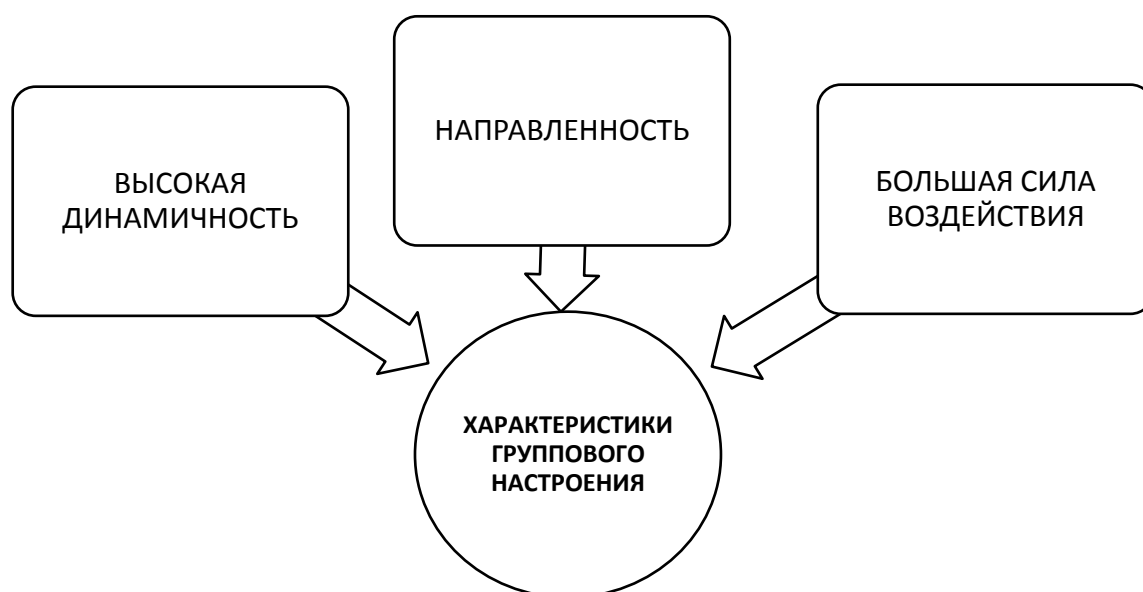 ВЫСОКАЯ
ДИНАМИЧНОСТЬ
НАПРАВЛЕННОСТЬ
БОЛЬШАЯ СИЛА
ВОЗДЕЙСТВИЯ
ХАРАКТЕРИСТИКИ
ГРУППОВОГО
НАСТРОЕНИЯ